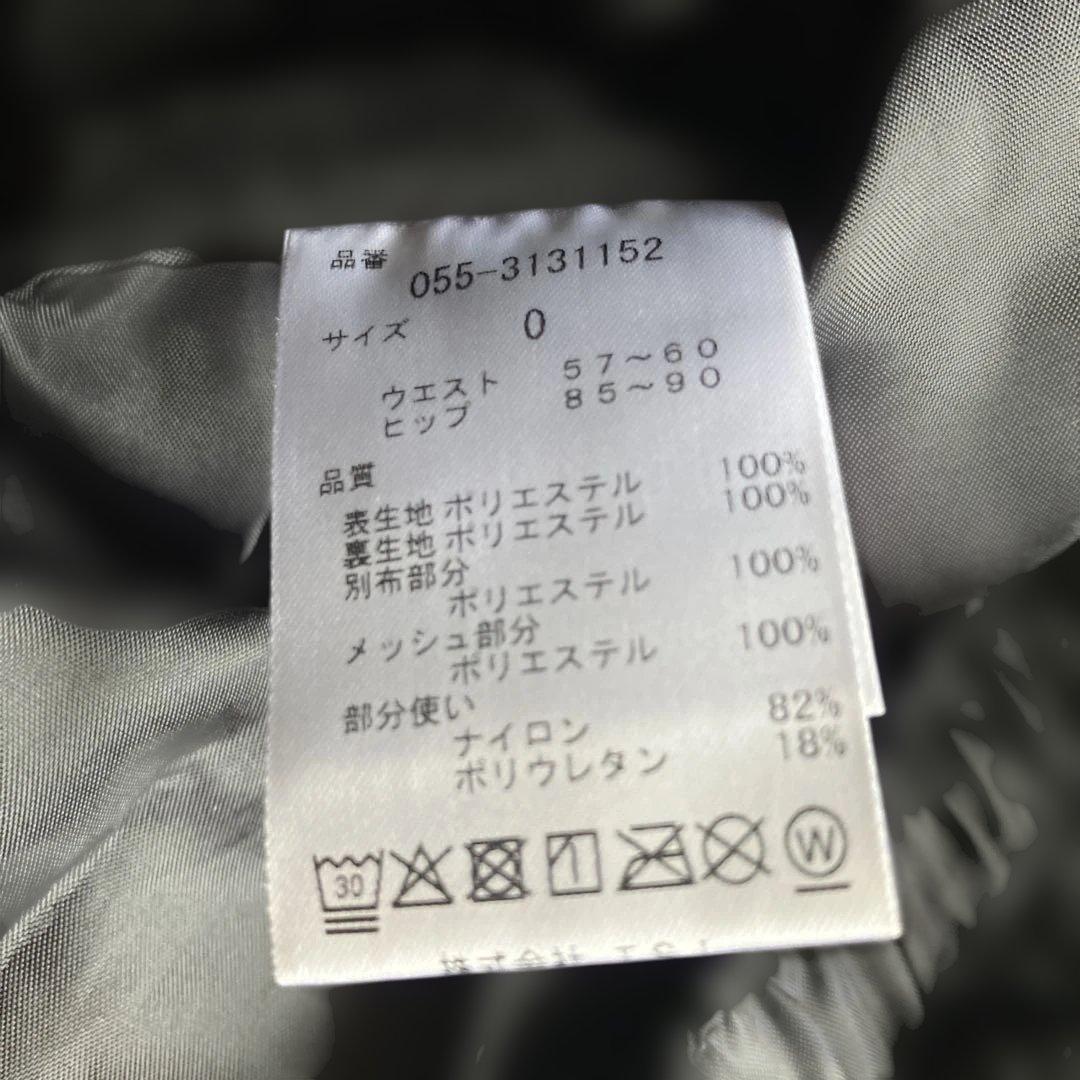 品番 055-3131152
サイズ 0
ウエスト 57～60
ヒップ 85～90
品質
表生地 ポリエステル 100%
裏生地 ポリエステル 100%
別布部分
ポリエステル 100%
メッシュ部分
ポリエステル 100%
部分使い
ナイロン 82%
ポリウレタン 18%
30 W
株式会社